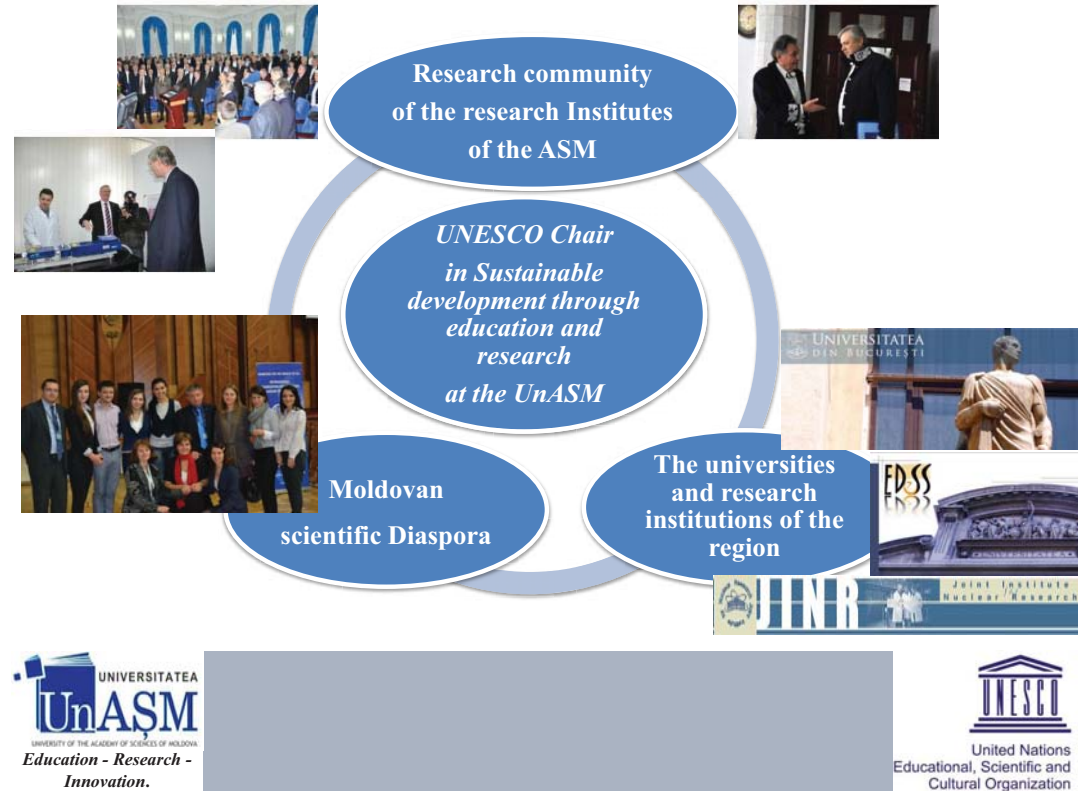 Research community
of the research Institutes
of the ASM
UNESCO Chair
in Sustainable
development through
education and
research
at the UnASM
UNIVERSITATEA
DIN BUCUREȘTI
Moldovan
scientific Diaspora
The universities
and research
institutions of the
region
EDSS
UNIVERSITATEA
JINR
Joint Institute
Nuclear Research
UNIVERSITATEA
UnAȘM
UNIVERSITY OF THE ACADEMY OF SCIENCES OF MOLDOVA
Education - Research -
Innovation.
UNESCO
United Nations
Educational, Scientific and
Cultural Organization